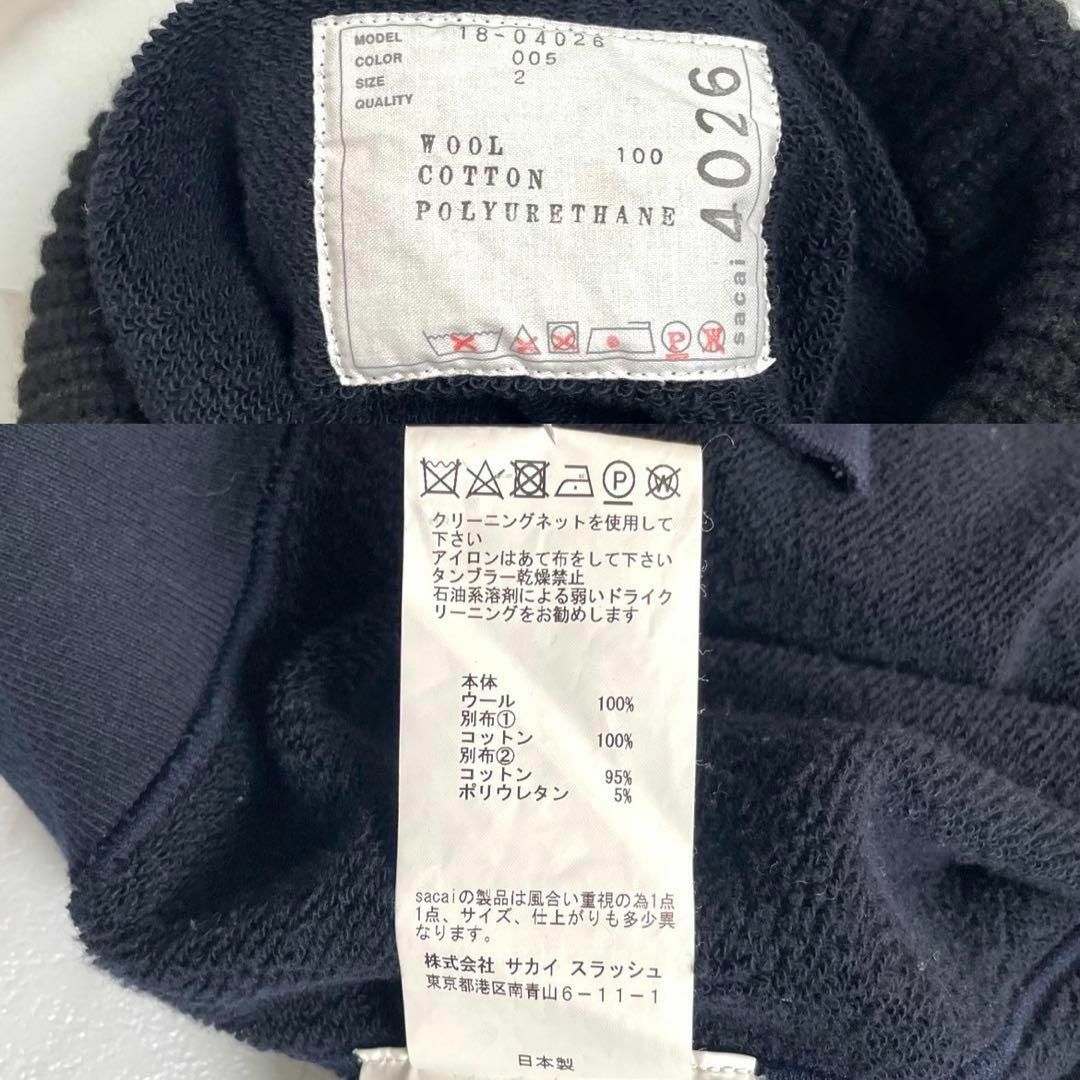 MODEL 18-04026
COLOR 005
SIZE 2
QUALITY
WOOL 100
COTTON
POLYURETHANE
sacai 4026
P
W
P
W
クリーニングネットを使用して
下さい
アイロンはあて布をして下さい
タンブラー乾燥禁止
石油系溶剤による弱いドライク
リーニングをお勧めします
本体
ウール 100%
別布①
コットン 100%
別布②
コットン 95%
ポリウレタン 5%
sacaiの製品は風合い重視の為1点
1点、サイズ、仕上がりも多少異
なります。
株式会社 サカイ スラッシュ
東京都港区南青山6-11-1
日本製